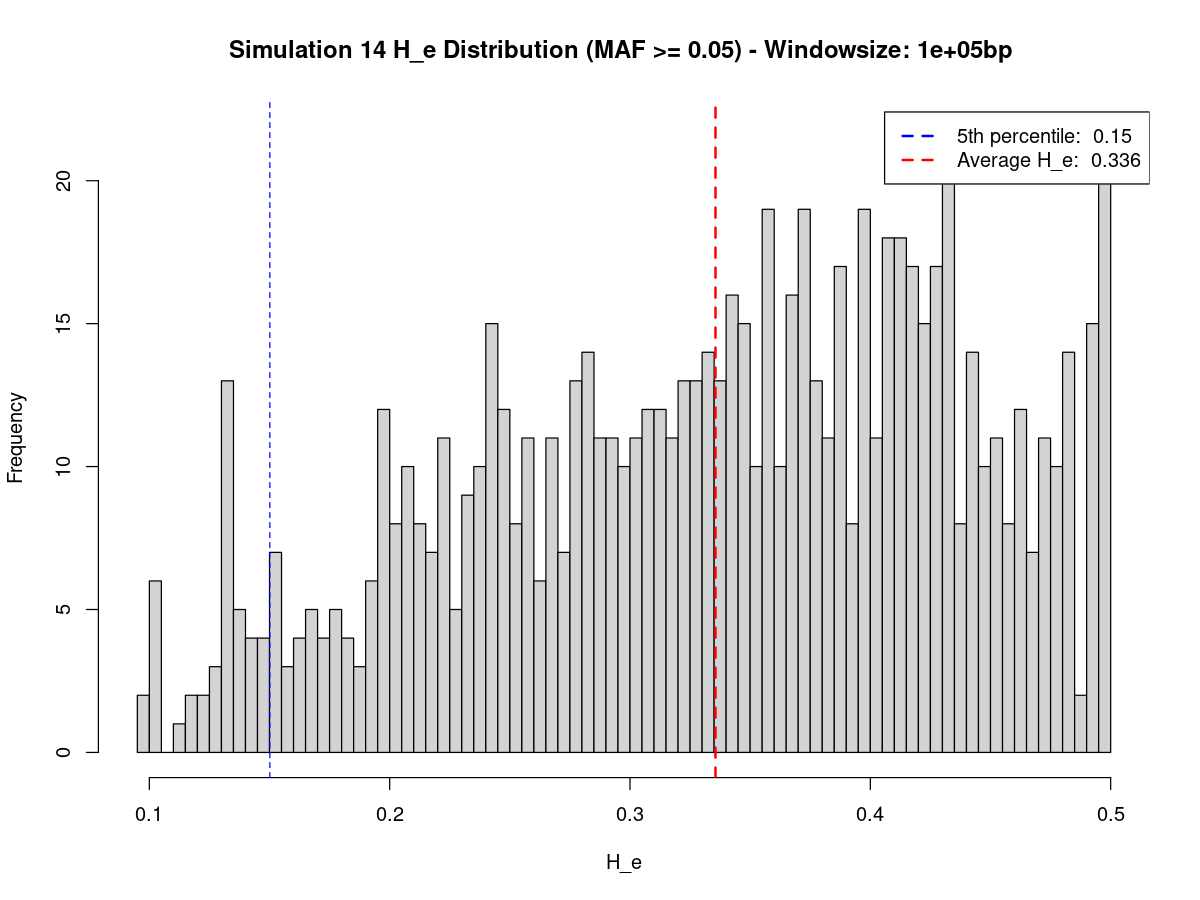 Simulation 14 H_e Distribution (MAF >= 0.05) - Windowsize: 1e+05bp
5th percentile:  0.15
Average H_e:  0.336
20
15
10
5
0
Frequency
0.1 0.2 0.3 0.4 0.5
H_e